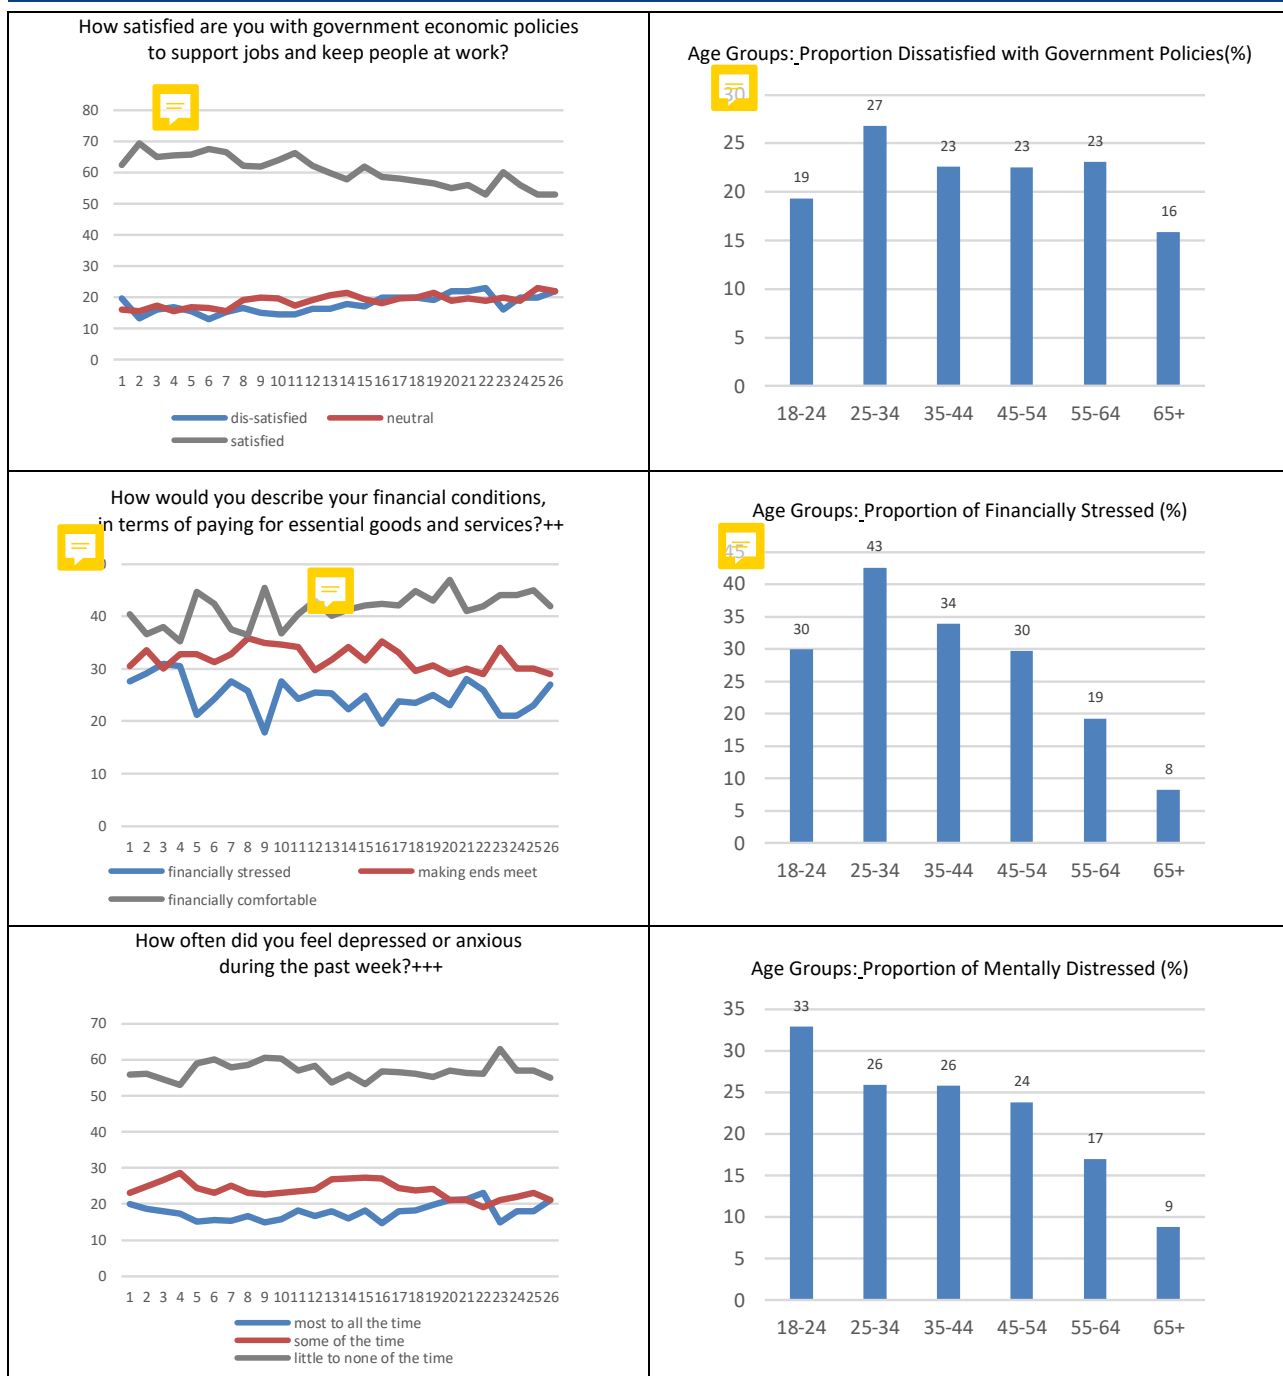 How satisfied are you with government economic policies
to support jobs and keep people at work?
80
70
60
50
40
30
20
10
0
1 2 3 4 5 6 7 8 9 10 11 12 13 14 15 16 17 18 19 20 21 22 23 24 25 26
dis-satisfied neutral
satisfied
Age Groups: Proportion Dissatisfied with Government Policies(%)
30
25
20
15
10
5
0
19 27 23 23 23 16
18-24 25-34 35-44 45-54 55-64 65+
How would you describe your financial conditions,
in terms of paying for essential goods and services?++
40
30
20
10
0
1 2 3 4 5 6 7 8 9 10 11 12 13 14 15 16 17 18 19 20 21 22 23 24 25 26
financially stressed making ends meet
financially comfortable
Age Groups: Proportion of Financially Stressed (%)
45
40
35
30
25
20
15
10
5
0
30 43 34 30 19 8
18-24 25-34 35-44 45-54 55-64 65+
How often did you feel depressed or anxious
during the past week?+++
70
60
50
40
30
20
10
0
1 2 3 4 5 6 7 8 9 10 11 12 13 14 15 16 17 18 19 20 21 22 23 24 25 26
most to all the time
some of the time
little to none of the time
Age Groups: Proportion of Mentally Distressed (%)
35
30
25
20
15
10
5
0
33 26 26 24 17 9
18-24 25-34 35-44 45-54 55-64 65+